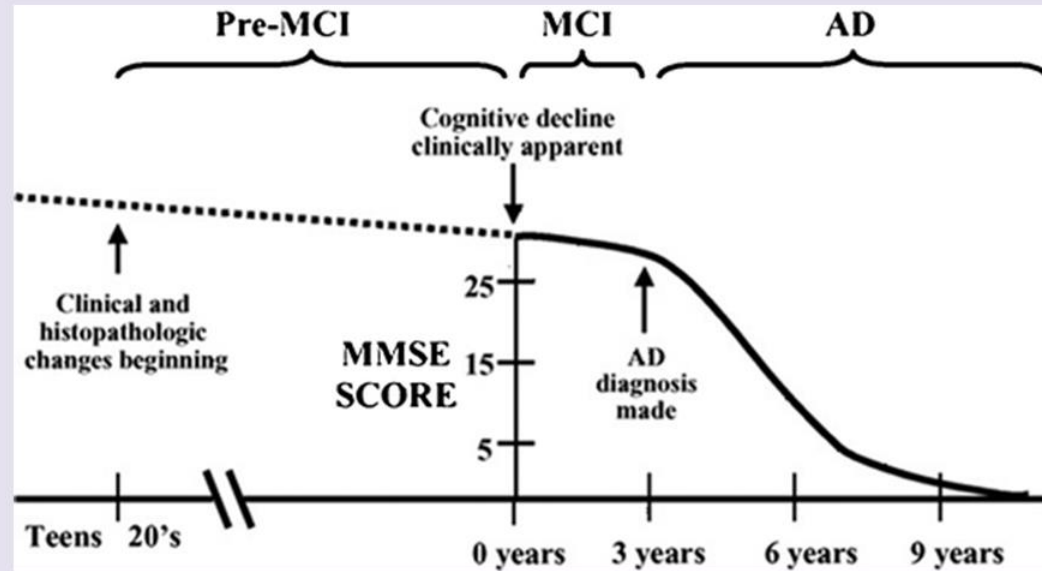 Pre-MCI MCI AD
Cognitive decline
clinically apparent
Clinical and
histopathologic
changes beginning
MMSE
SCORE
25
15
5
AD
diagnosis
made
Teens 20's
0 years 3 years 6 years 9 years